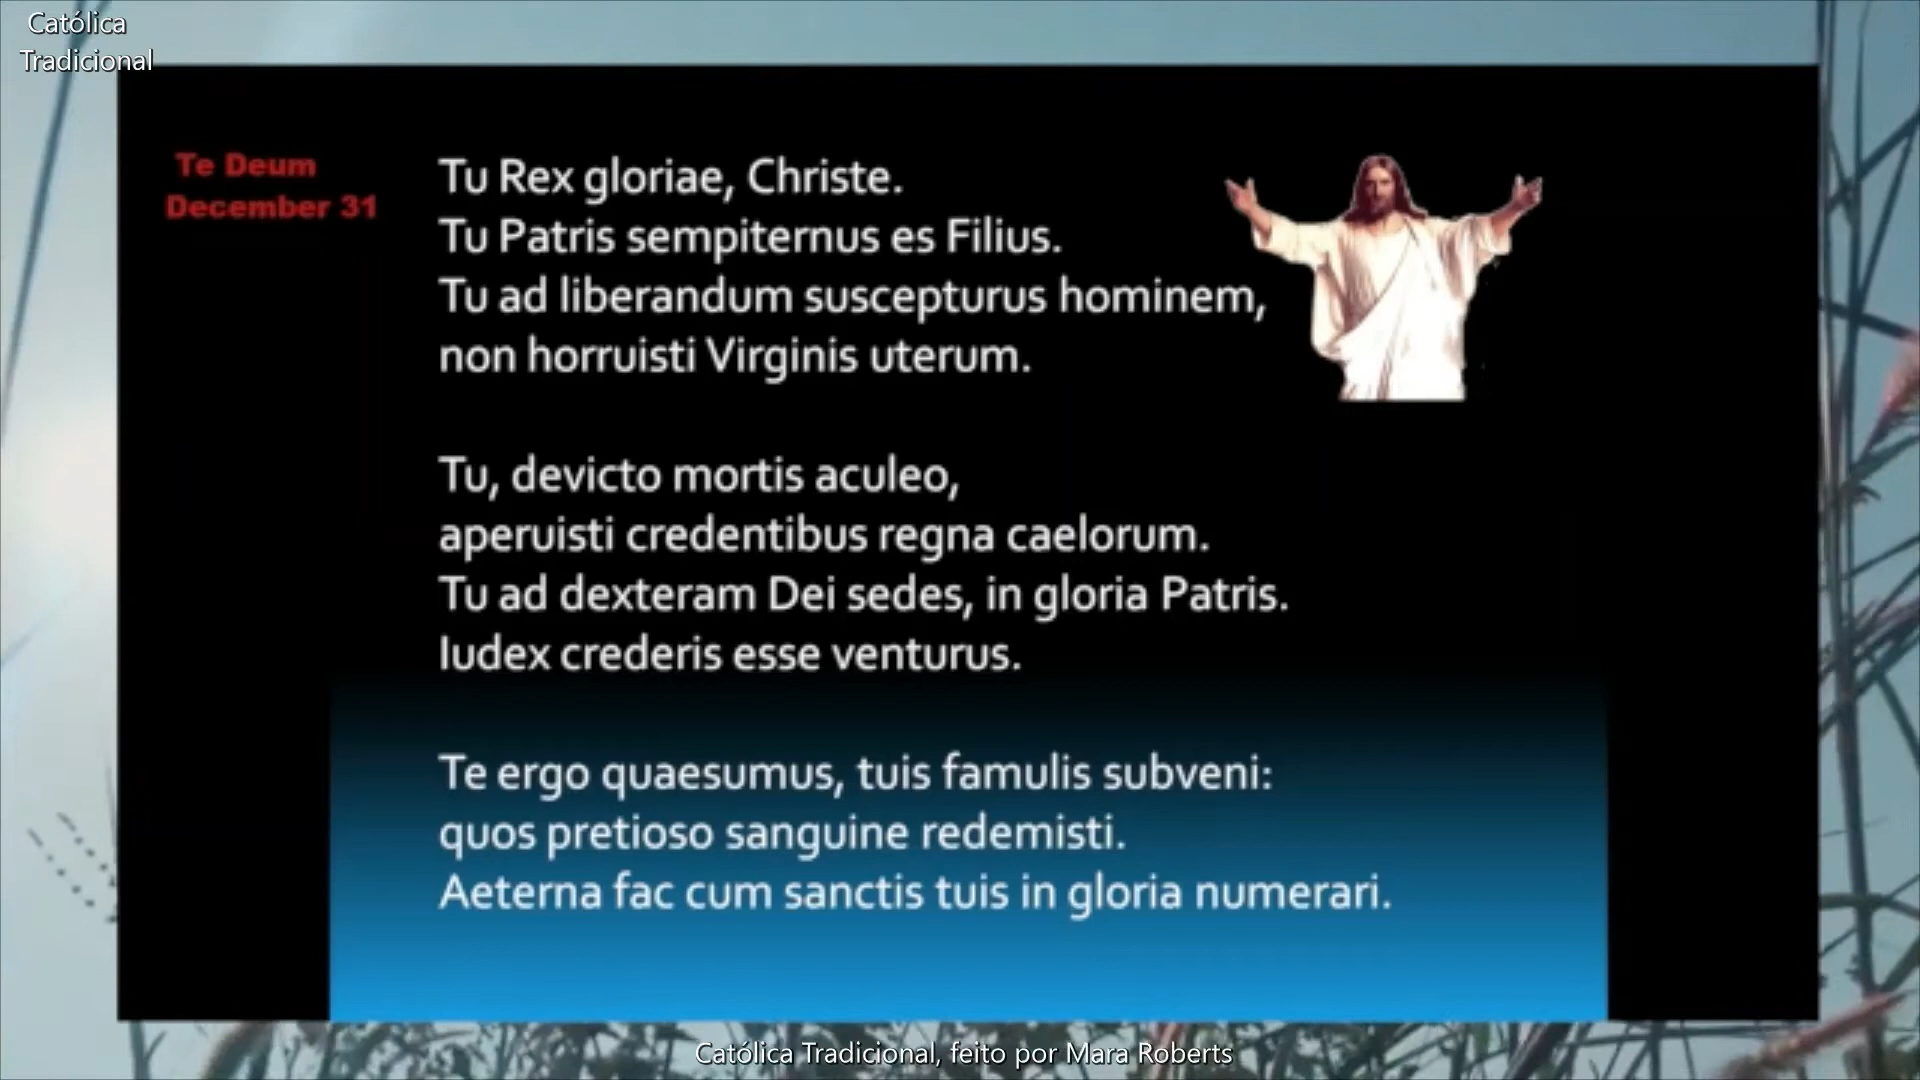 Católica
Tradicional
Te Deum
December 31
Tu Rex gloriae, Christe.
Tu Patris sempiternus es Filius.
Tu ad liberandum suscepturus hominem,
non horruisti Virginis uterum.
Tu, devicto mortis aculeo,
aperuisti credentibus regna caelorum.
Tu ad dexteram Dei sedes, in gloria Patris.
Iudex crederis esse venturus.
Te ergo quaesumus, tuis famulis subveni:
quos pretioso sanguine redemisti.
Aeterna fac cum sanctis tuis in gloria numerari.
Católica Tradicional, feito por Mara Roberts